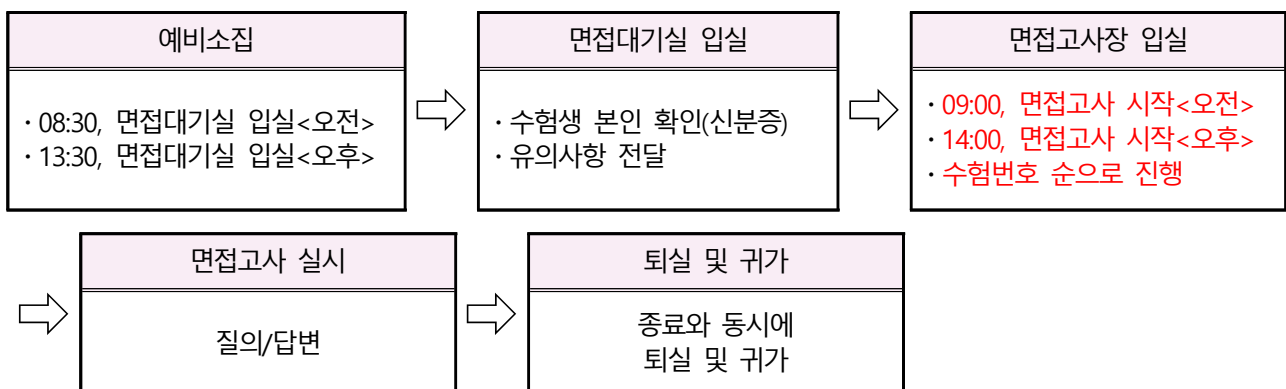 예비소집
· 08:30, 면접대기실 입실<오전>
· 13:30, 면접대기실 입실<오후>
면접대기실 입실
· 수험생 본인 확인(신분증)
· 유의사항 전달
면접고사장 입실
· 09:00, 면접고사 시작<오전>
· 14:00, 면접고사 시작<오후>
· 수험번호 순으로 진행
면접고사 실시
질의/답변
퇴실 및 귀가
종료와 동시에
퇴실 및 귀가